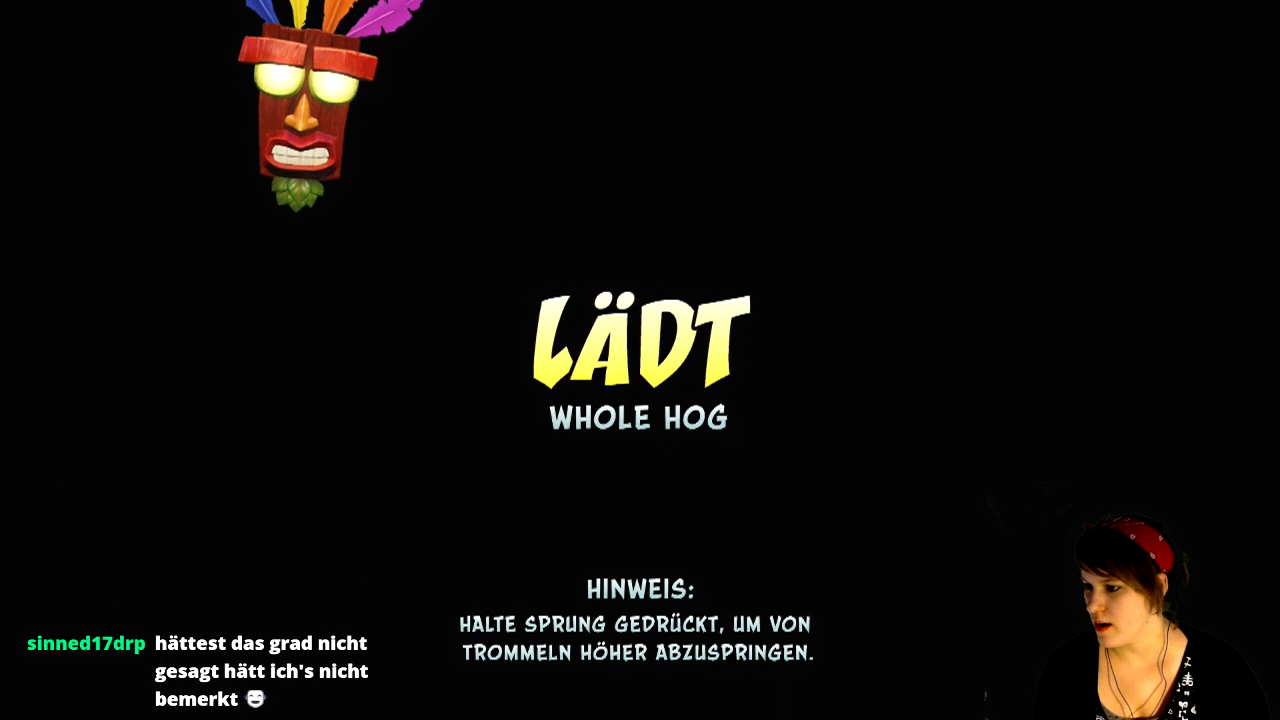 LÄDT
WHOLE HOG
HINWEIS:
HALTE SPRUNG GEDRÜCKT, UM VON
TROMMELN HÖHER ABZUSPRINGEN.
sinned17drp hättest das grad nicht
gesagt hätt ich's nicht
bemerkt